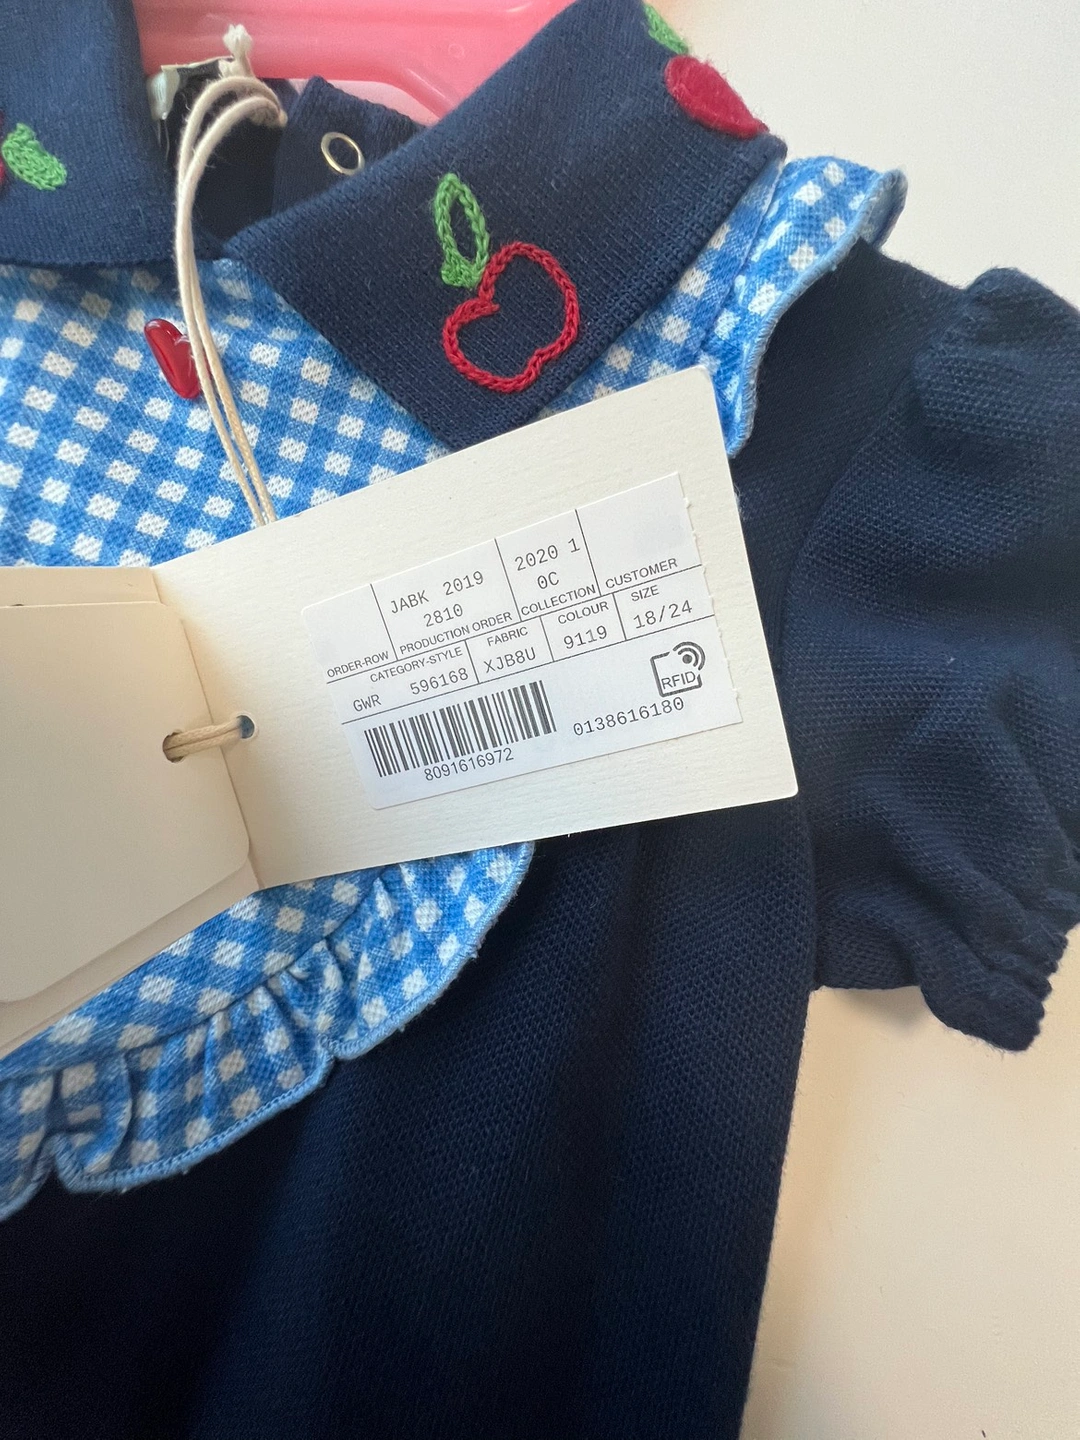 JABK 2019 2020 1
2810 0C
ORDER-ROW PRODUCTION ORDER COLLECTION CUSTOMER
CATEGORY-STYLE FABRIC COLOUR SIZE
GWR 596168 XJB8U 9119 18/24
RFID
8091616972 0138616180